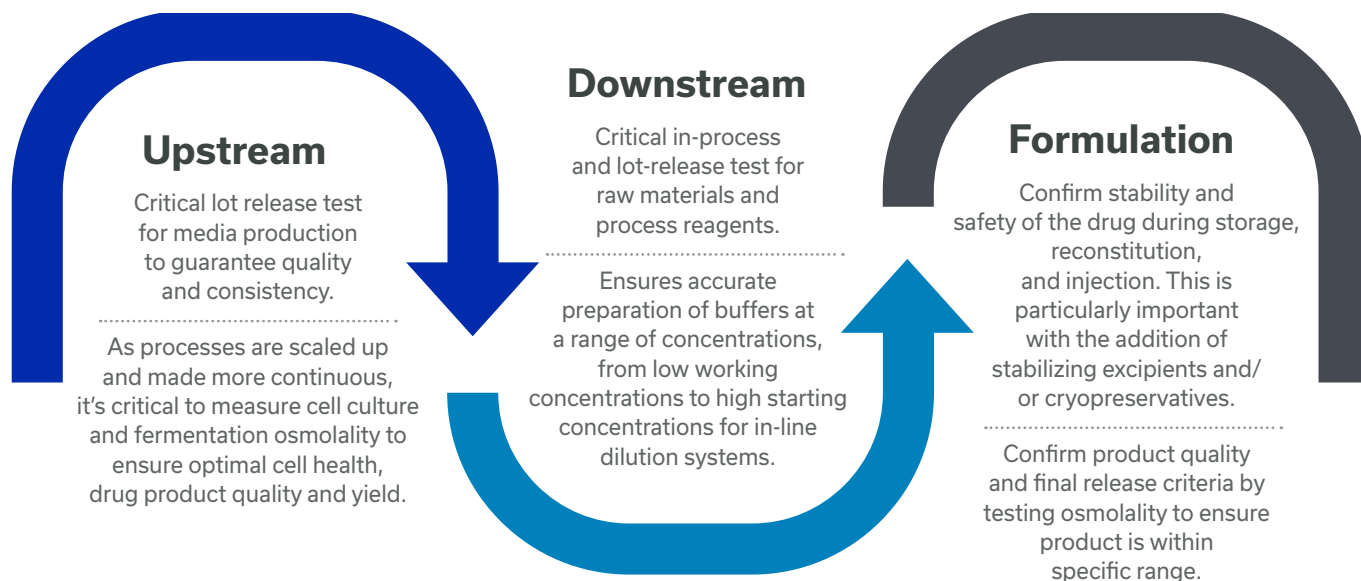 Upstream
Critical lot release test
for media production
to guarantee quality
and consistency.
As processes are scaled up
and made more continuous,
it's critical to measure cell culture
and fermentation osmolality to
ensure optimal cell health,
drug product quality and yield.
Downstream
Critical in-process
and lot-release test for
raw materials and
process reagents.
Ensures accurate
preparation of buffers at
a range of concentrations,
from low working
concentrations to high starting
concentrations for in-line
dilution systems.
Formulation
Confirm stability and
safety of the drug during storage,
reconstitution,
and injection. This is
particularly important
with the addition of
stabilizing excipients and/
or cryopreservatives.
Confirm product quality
and final release criteria by
testing osmolality to ensure
product is within
specific range.